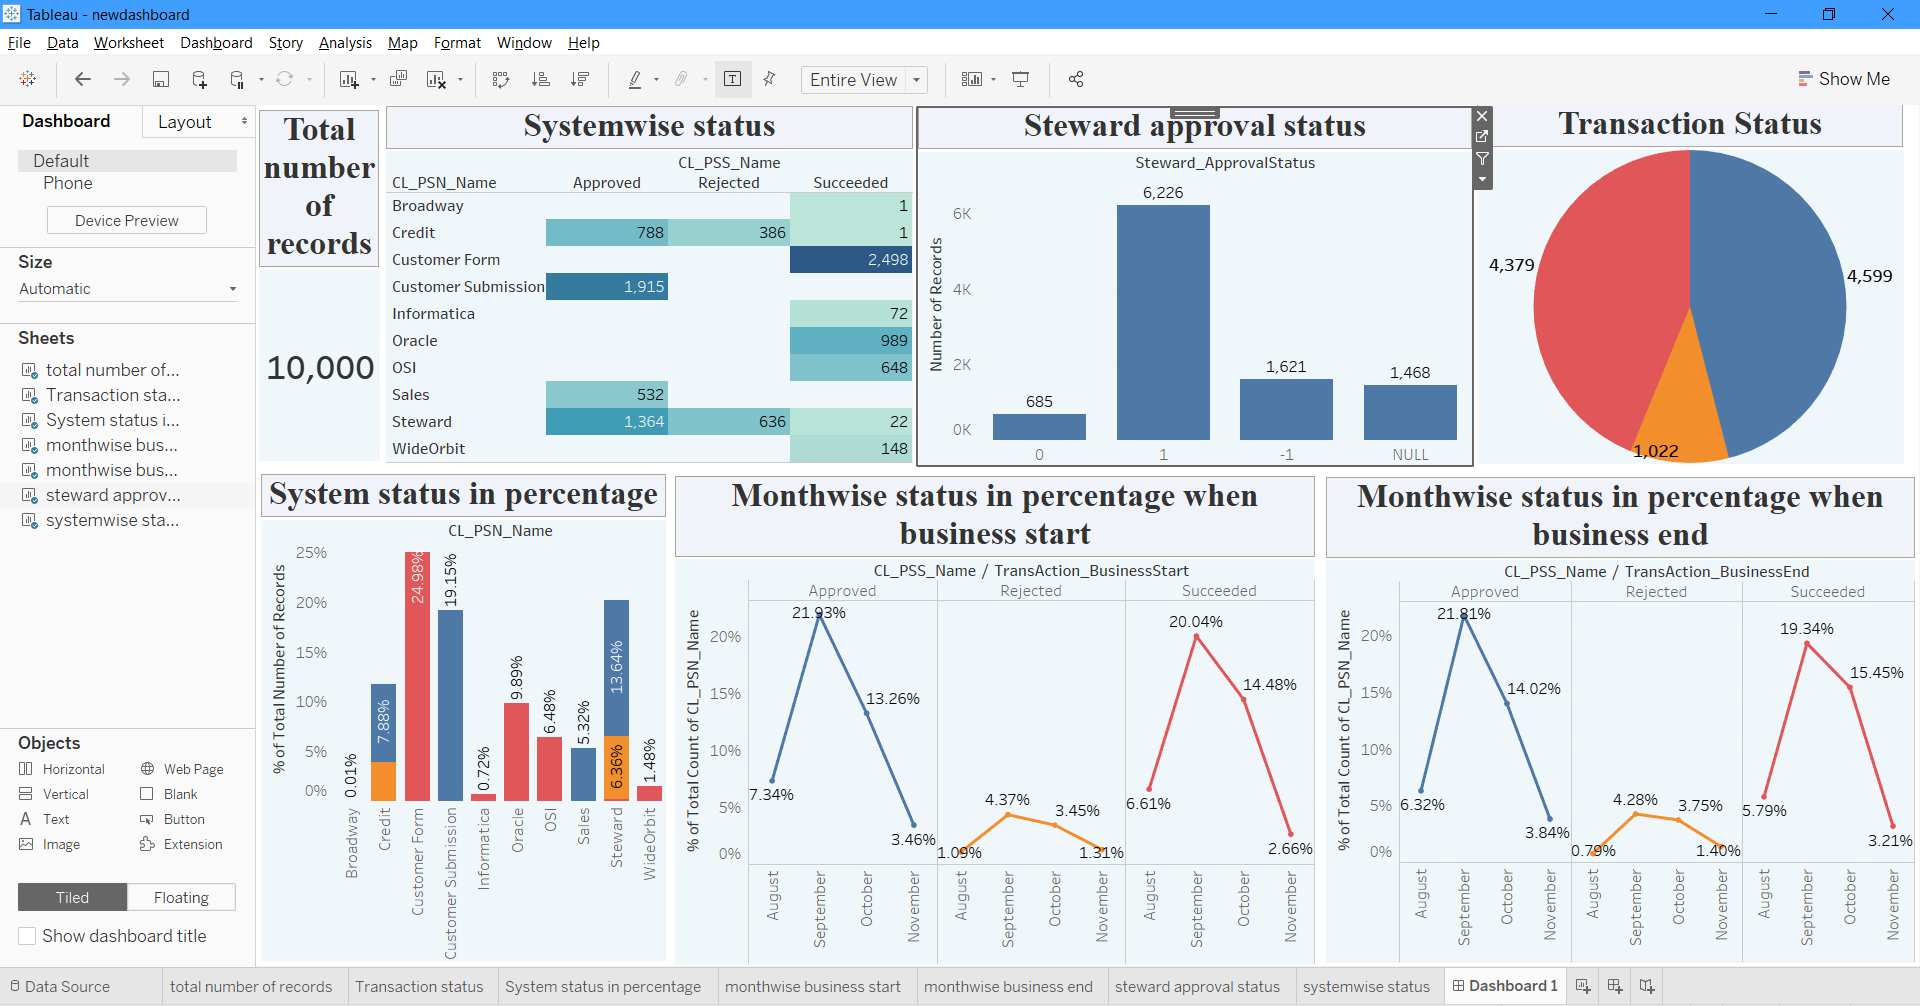 Tableau - newdashboard
File Data Worksheet Dashboard Story Analysis Map Format Window Help
Entire View
Show Me
Dashboard Layout
Default
Phone
Device Preview
Size
Automatic
Sheets
total number of...
Transaction sta...
System status i...
monthwise bus...
monthwise bus...
steward approv...
systemwise sta...
Objects
Horizontal Web Page
Vertical Blank
A Text Button
Image Extension
Tiled Floating
Show dashboard title
Total
number
of
records
10,000
Systemwise status
CL_PSS_Name
CL_PSN_Name Approved Rejected Succeeded
Broadway 1
Credit 788 386 1
Customer Form 2,498
Customer Submission 1,915
Informatica 72
Oracle 989
OSI 648
Sales 532
Steward 1,364 636 22
WideOrbit 148
Steward approval status
Steward_ApprovalStatus
Number of Records
6K
4K
2K
0K
685
6,226
1,621
1,468
0 1 -1 NULL
Transaction Status
4,379
4,599
1,022
System status in percentage
CL_PSN_Name
% of Total Number of Records
25%
20%
15%
10%
5%
0%
0.01%
7.88%
24.98%
19.15%
0.72%
9.89%
6.48%
5.32%
13.64%
6.36%
1.48%
Broadway
Credit
Customer Form
Customer Submission
Informatica
Oracle
OSI
Sales
Steward
WideOrbit
Monthwise status in percentage when
business start
CL_PSS_Name / TransAction_BusinessStart
Approved Rejected Succeeded
% of Total Count of CL_PSN_Name
20%
15%
10%
5%
0%
7.34%
21.93%
13.26%
3.46%
1.09%
4.37%
3.45%
1.31%
6.61%
20.04%
14.48%
2.66%
August
September
October
November
August
September
October
November
August
September
October
November
Monthwise status in percentage when
business end
CL_PSS_Name / TransAction_BusinessEnd
Approved Rejected Succeeded
% of Total Count of CL_PSN_Name
20%
15%
10%
5%
0%
6.32%
21.81%
14.02%
3.84%
0.79%
4.28%
3.75%
1.40%
5.79%
19.34%
15.45%
3.21%
August
September
October
November
August
September
October
November
August
September
October
November
Data Source total number of records Transaction status System status in percentage monthwise business start monthwise business end steward approval status systemwise status Dashboard 1